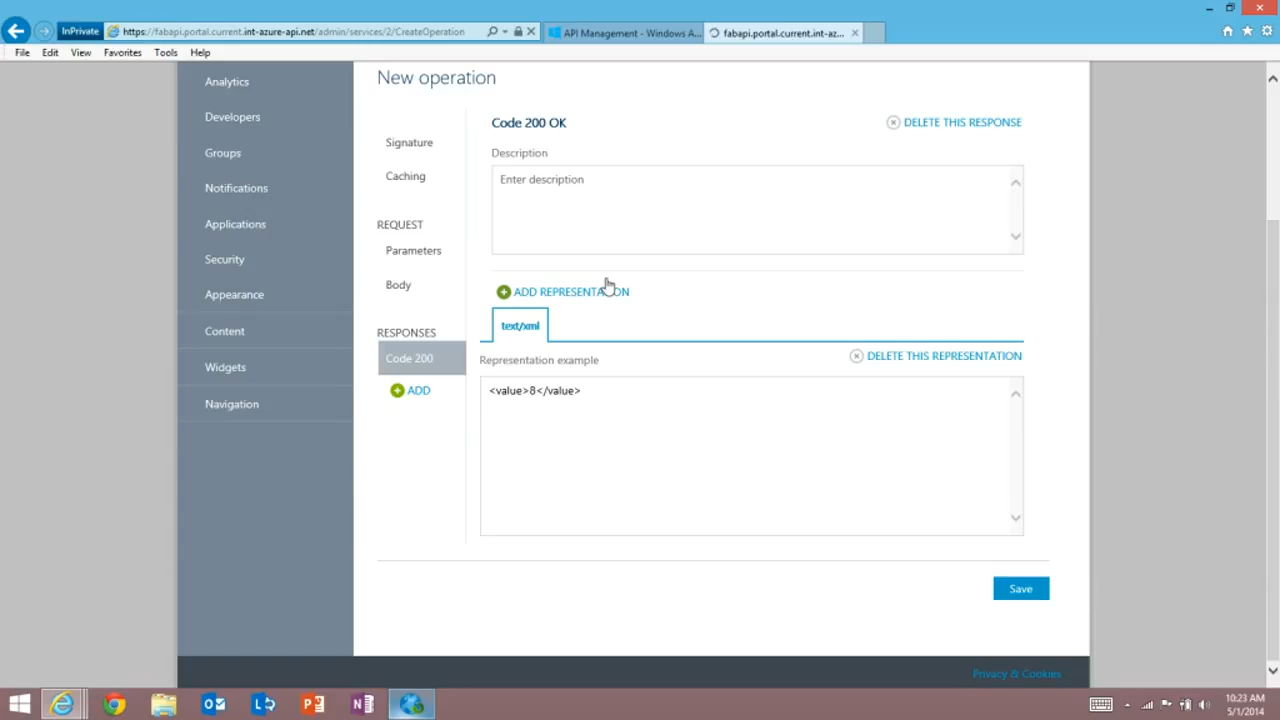 InPrivate
https://fabapi.portal.current.int-azure-api.net/admin/services/2/CreateOperation
API Management - Windows A...
fabapi.portal.current.int-az...
File Edit View Favorites Tools Help
Analytics
Developers
Groups
Notifications
Applications
Security
Appearance
Content
Widgets
Navigation
New operation
Signature
Caching
REQUEST
Parameters
Body
RESPONSES
Code 200
ADD
Code 200 OK
DELETE THIS RESPONSE
Description
Enter description
ADD REPRESENTATION
text/xml
Representation example
DELETE THIS REPRESENTATION
<value>8</value>
Save
Privacy & Cookies
10:23 AM
5/1/2014